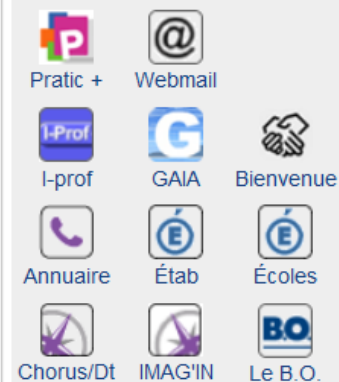 P
@
Pratic +
Webmail
I-Prof
G
I-prof
GAIA
Bienvenue
É
É
Annuaire
Étab
Écoles
B.O
Chorus/Dt
IMAG'IN
Le B.O.